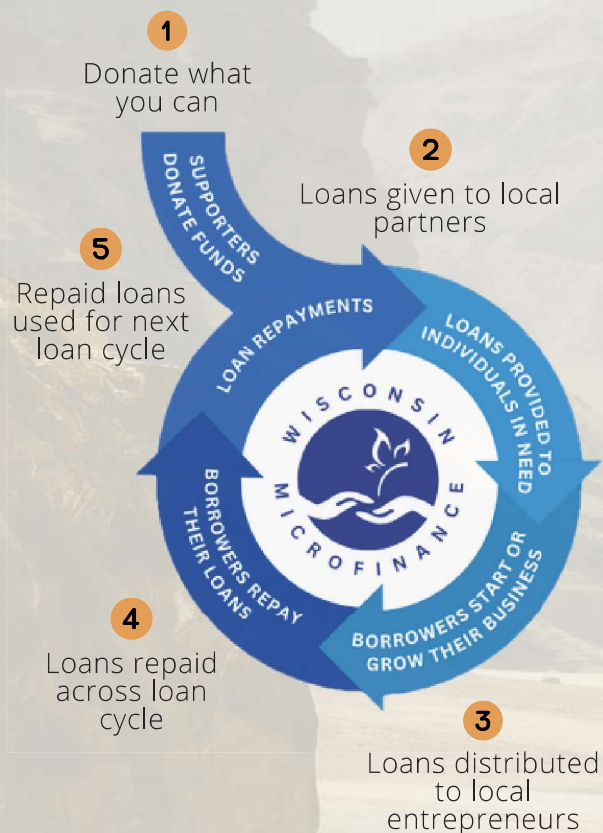 1
Donate what
you can
SUPPORTERS
DONATE FUNDS
2
Loans given to local
partners
5
Repaid loans
used for next
loan cycle
LOAN REPAYMENTS
LOANS PROVIDED TO
INDIVIDUALS IN NEED
WISCONSIN
MICROFINANCE
BORROWERS REPAY
THEIR LOANS
BORROWERS START OR
GROW THEIR BUSINESS
4
Loans repaid
across loan
cycle
3
Loans distributed
to local
entrepreneurs